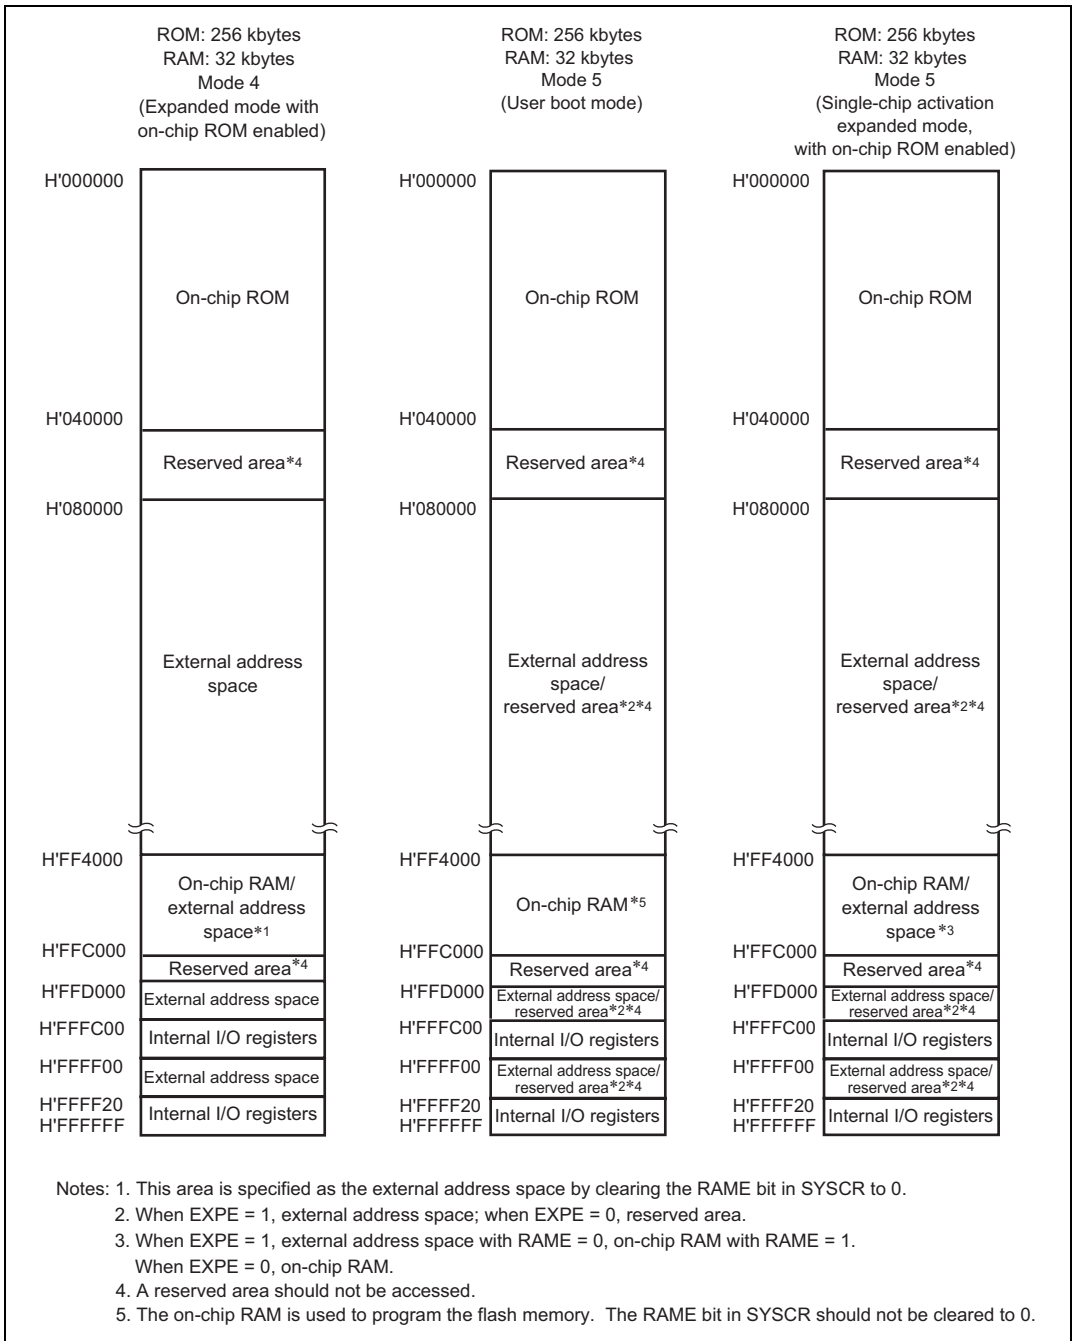 ROM: 256 kbytes
RAM: 32 kbytes
Mode 4
(Expanded mode with
on-chip ROM enabled)
H'000000
On-chip ROM
H'040000
Reserved area*4
H'080000
External address
space
H'FF4000
On-chip RAM/
external address
space*1
H'FFC000
Reserved area*4
H'FFD000
External address space
H'FFFC00
Internal I/O registers
H'FFFF00
External address space
H'FFFF20
Internal I/O registers
H'FFFFFF
ROM: 256 kbytes
RAM: 32 kbytes
Mode 5
(User boot mode)
H'000000
On-chip ROM
H'040000
Reserved area*4
H'080000
External address
space/
reserved area*2*4
H'FF4000
On-chip RAM*5
H'FFC000
Reserved area*4
H'FFD000
External address space/
reserved area*2*4
H'FFFC00
Internal I/O registers
H'FFFF00
External address space/
reserved area*2*4
H'FFFF20
Internal I/O registers
H'FFFFFF
ROM: 256 kbytes
RAM: 32 kbytes
Mode 5
(Single-chip activation
expanded mode,
with on-chip ROM enabled)
H'000000
On-chip ROM
H'040000
Reserved area*4
H'080000
External address
space/
reserved area*2*4
H'FF4000
On-chip RAM/
external address
space*3
H'FFC000
Reserved area*4
H'FFD000
External address space/
reserved area*2*4
H'FFFC00
Internal I/O registers
H'FFFF00
External address space/
reserved area*2*4
H'FFFF20
Internal I/O registers
H'FFFFFF
Notes: 1. This area is specified as the external address space by clearing the RAME bit in SYSCR to 0.
2. When EXPE = 1, external address space; when EXPE = 0, reserved area.
3. When EXPE = 1, external address space with RAME = 0, on-chip RAM with RAME = 1.
When EXPE = 0, on-chip RAM.
4. A reserved area should not be accessed.
5. The on-chip RAM is used to program the flash memory. The RAME bit in SYSCR should not be cleared to 0.